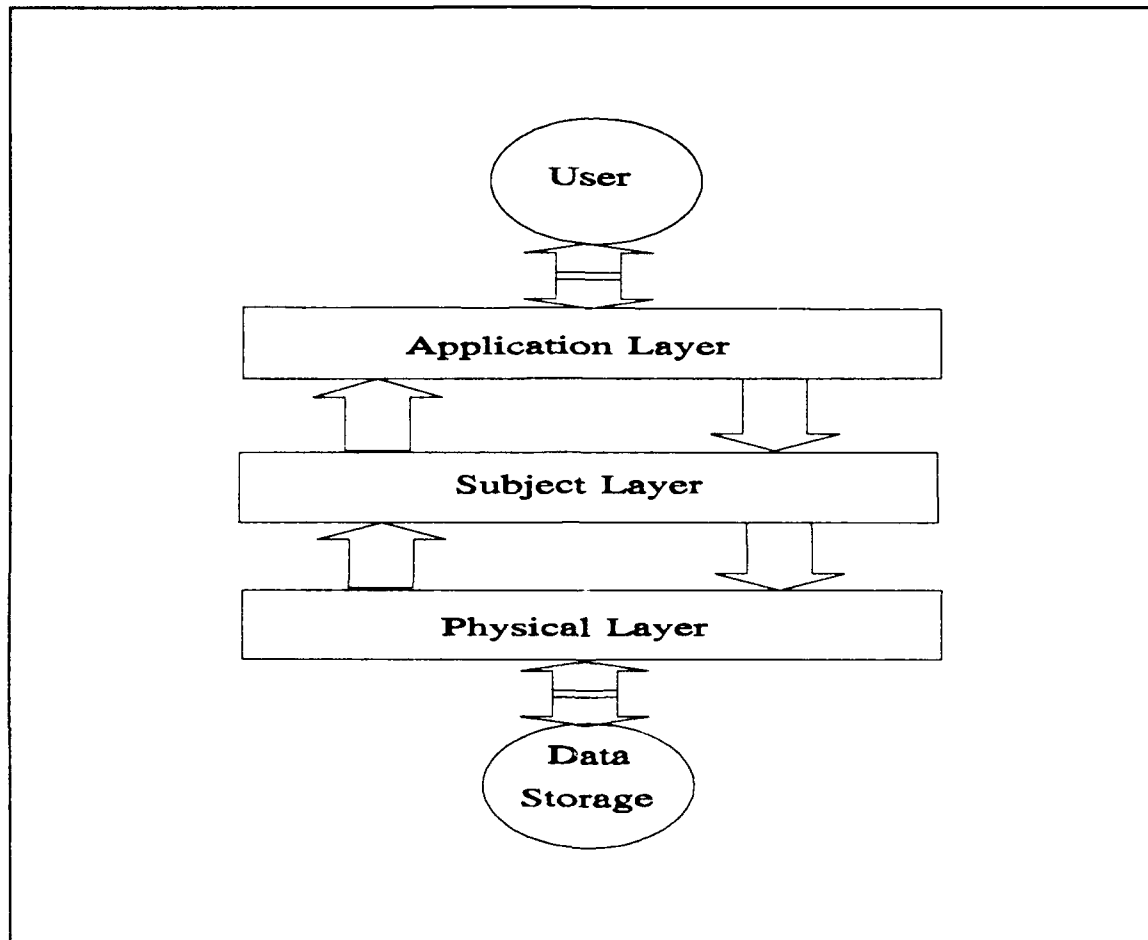 User
Application Layer
Subject Layer
Physical Layer
Data
Storage